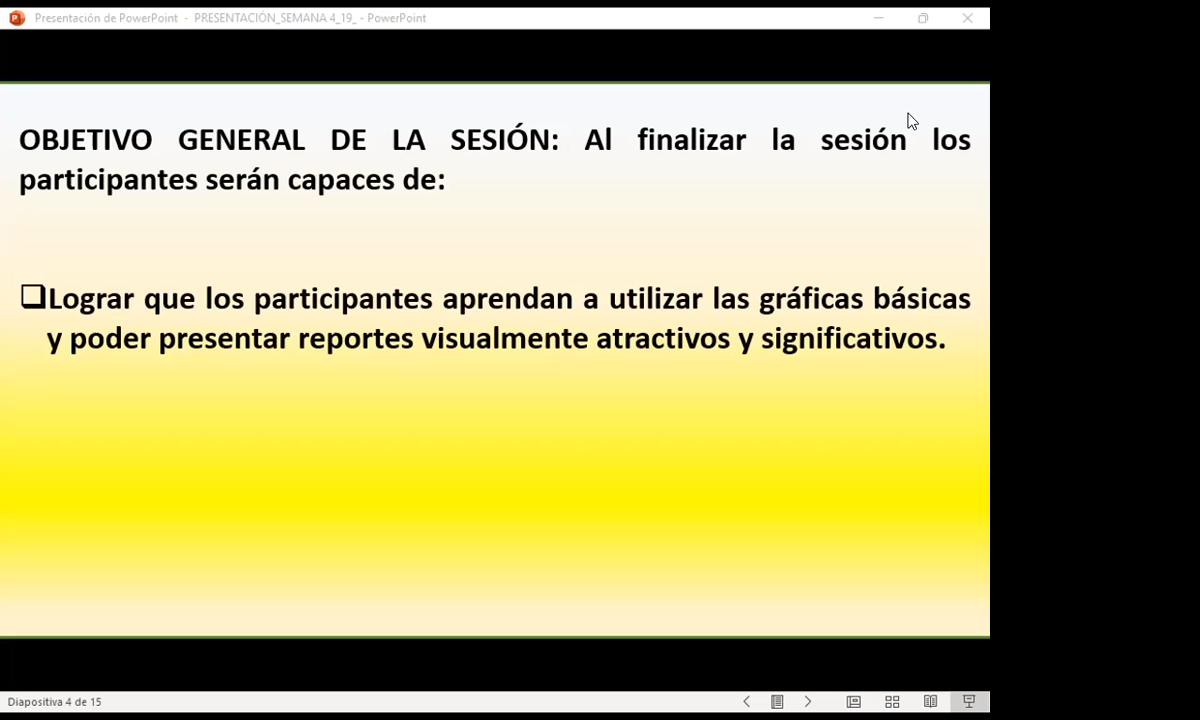 Presentación de PowerPoint - PRESENTACIÓN_SEMANA 4_19_ - PowerPoint
OBJETIVO GENERAL DE LA SESIÓN: Al finalizar la sesión los
participantes serán capaces de:
❑Lograr que los participantes aprendan a utilizar las gráficas básicas
y poder presentar reportes visualmente atractivos y significativos.
Diapositiva 4 de 15